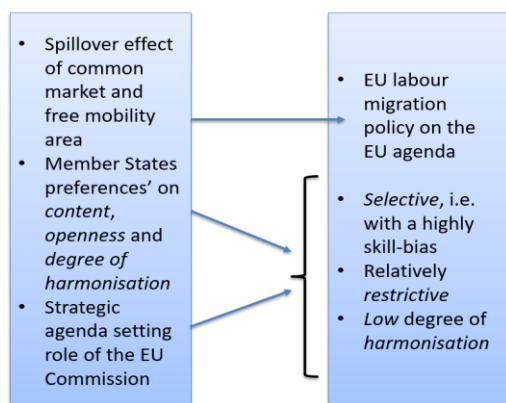 • Spillover effect
of common
market and
free mobility
area
• Member States
preferences’ on
content,
openness and
degree of
harmonisation
• Strategic
agenda setting
role of the EU
Commission
• EU labour
migration
policy on the
EU agenda
• Selective, i.e.
with a highly
skill-bias
• Relatively
restrictive
• Low degree of
harmonisation